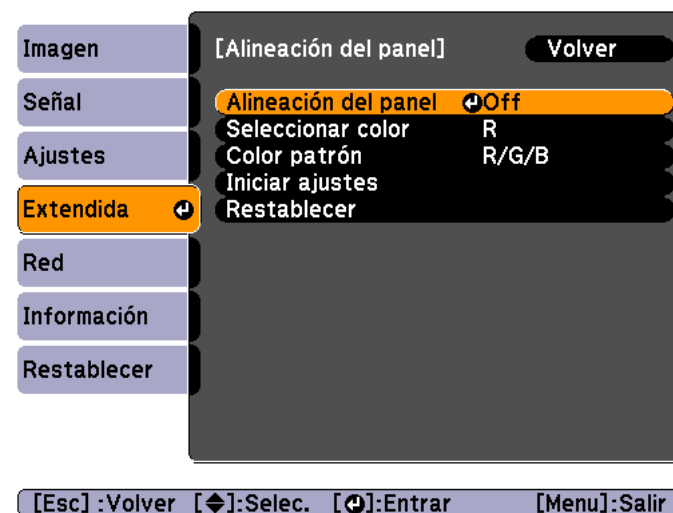 Imagen
Señal
Ajustes
Extendida
Red
Información
Restablecer
[Alineación del panel] Volver
Alineación del panel Off
Seleccionar color R
Color patrón R/G/B
Iniciar ajustes
Restablecer
[Esc] :Volver [◆]:Selec. [↵]:Entrar [Menu]:Salir